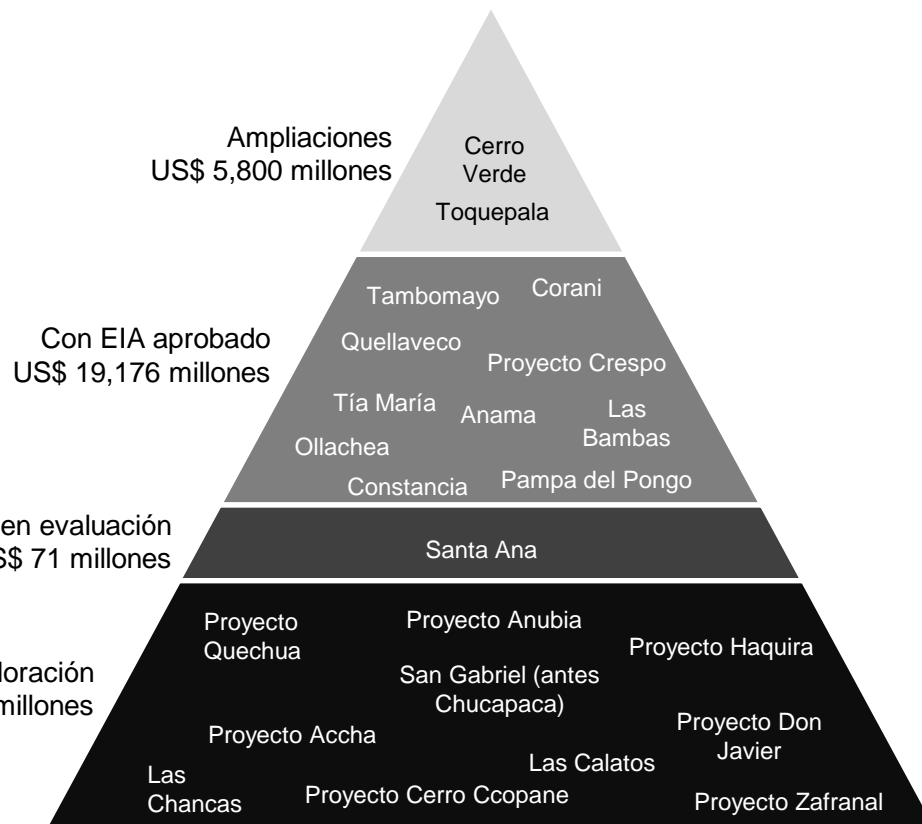 Ampliaciones
US$ 5,800 millones
Cerro
Verde
Toquepala
Con EIA aprobado
US$ 19,176 millones
Tambomayo
Corani
Quellaveco
Proyecto Crespo
Tía María
Anama
Las
Bambas
Ollachea
Constancia
Pampa del Pongo
en evaluación
$ 71 millones
Santa Ana
Proyecto
Quechua
Proyecto Anubia
Proyecto Haquira
San Gabriel (antes
Chucapaca)
millones
Proyecto Accha
Proyecto Don
Javier
Las Calatos
Las
Chancas
Proyecto Cerro Ccopane
Proyecto Zafranal